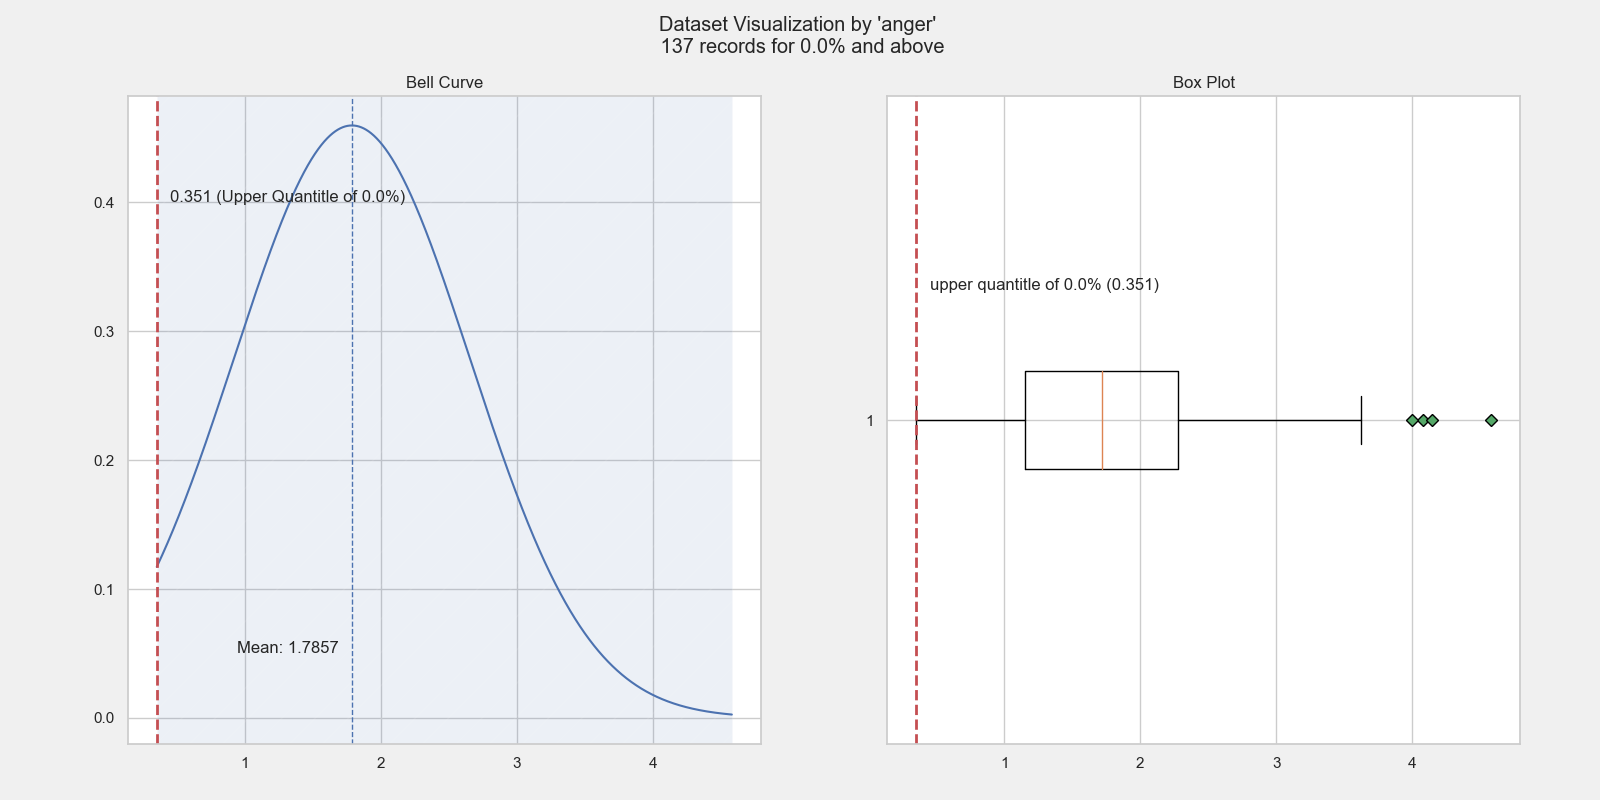 Dataset Visualization by 'anger'
137 records for 0.0% and above
Bell Curve
0.4
0.3
0.2
0.1
0.0
0.351 (Upper Quantitle of 0.0%)
Mean: 1.7857
1 2 3 4
Box Plot
upper quantitle of 0.0% (0.351)
1
1 2 3 4